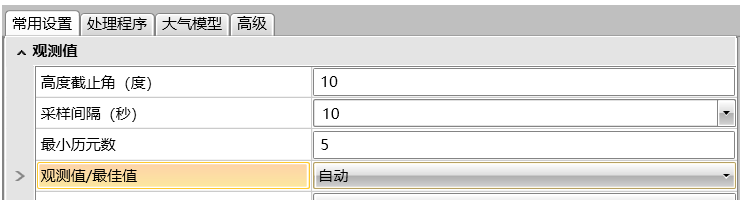 常用设置 处理程序 大气模型 高级
观测值
高度截止角（度） 10
采样间隔（秒） 10
最小历元数 5
观测值/最佳值 自动